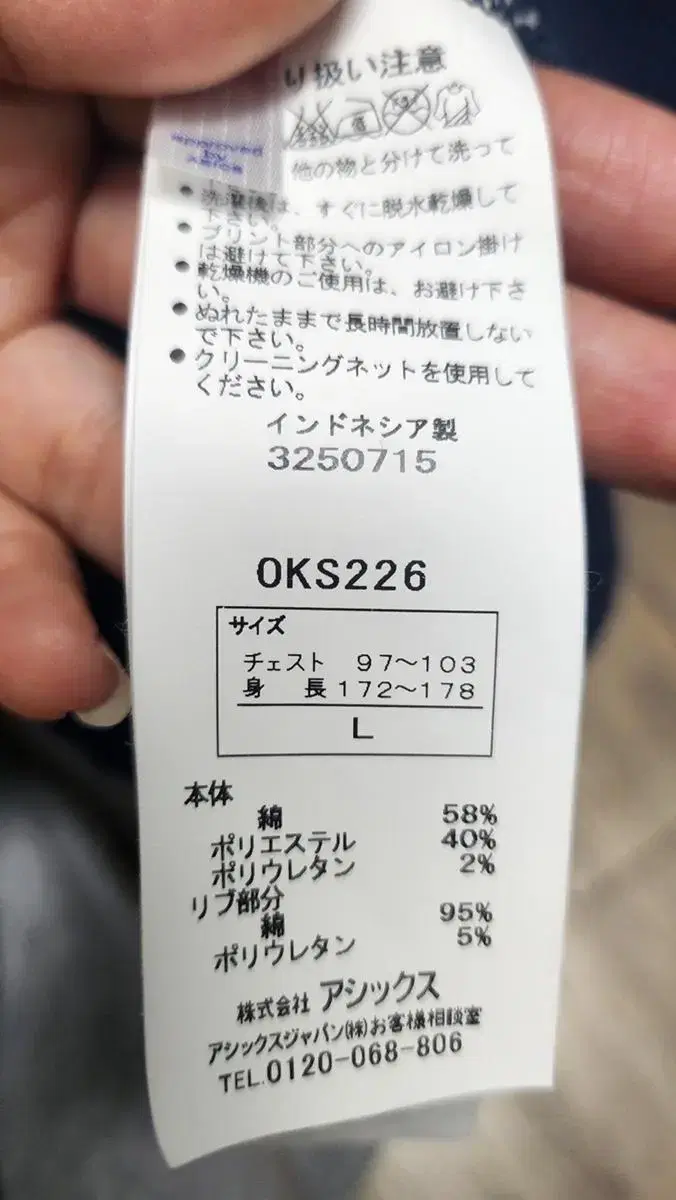 り扱い注意
approved
by
asics
他の物と分けて洗って
洗濯後は、すぐに脱水乾燥して
下さい。
プリント部分へのアイロン掛け
は避けて下さい。
乾燥機のご使用は、お避け下さ
い。
ぬれたままで長時間放置しない
で下さい。
クリーニングネットを使用して
ください。
インドネシア製
3250715
OKS226
サイズ
チェスト 97〜103
身 長 172〜178
L
本体
綿 58%
ポリエステル 40%
ポリウレタン 2%
リブ部分
綿 95%
ポリウレタン 5%
株式会社 アシックス
アシックスジャパン(株)お客様相談室
TEL.0120-068-806